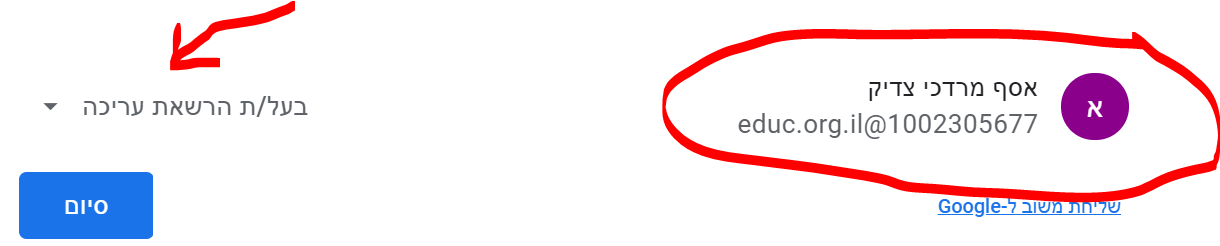 אסף מרדכי צדיק
א
educ.org.il@1002305677
בעל/ת הרשאת עריכה
שליחת משוב ל-Google
סיום